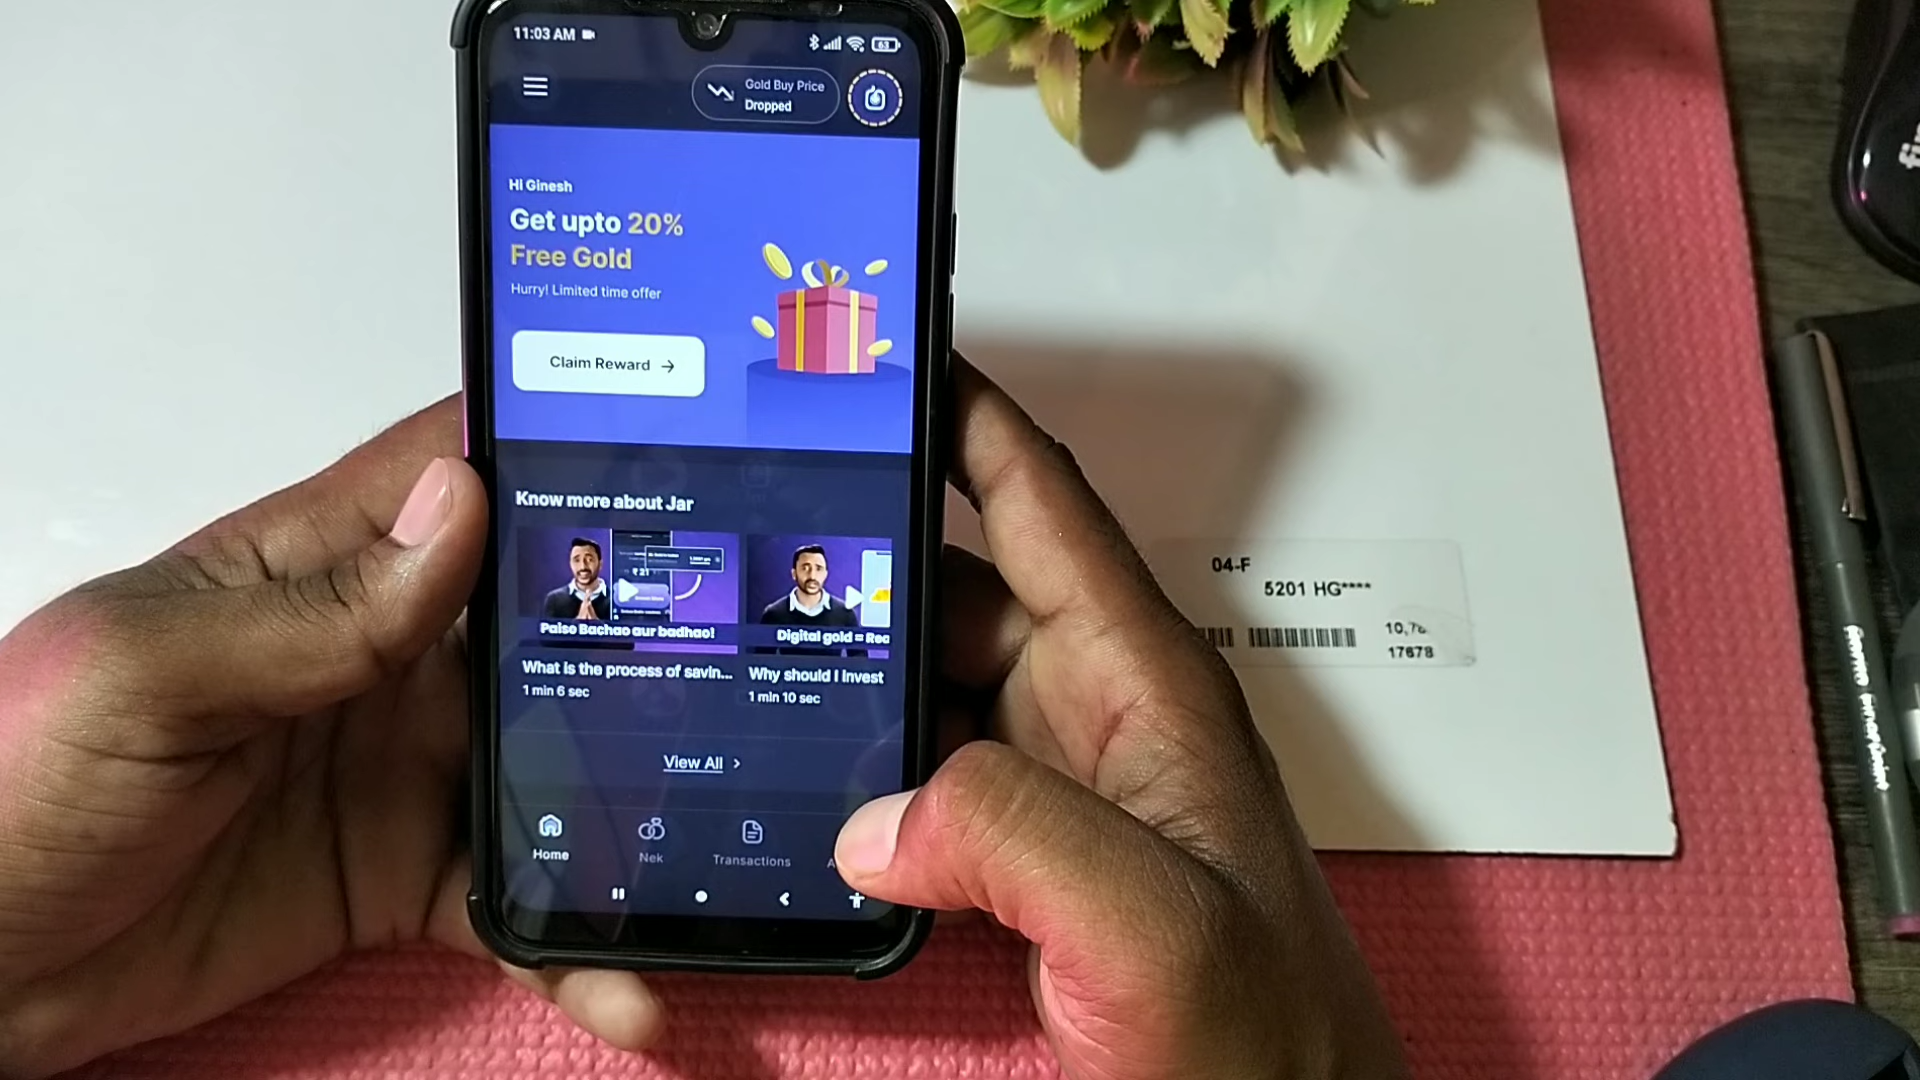 11:03 AM
63
Gold Buy Price
Dropped
Hi Ginesh
Get upto 20%
Free Gold
Hurry! Limited time offer
Claim Reward →
Know more about Jar
₹21
Paise Bachao aur badhao!
Digital gold = Rea
What is the process of savin...
Why should I invest
1 min 6 sec
1 min 10 sec
View All >
Home
Nek
Transactions
A
04-F
5201 HG****
17678